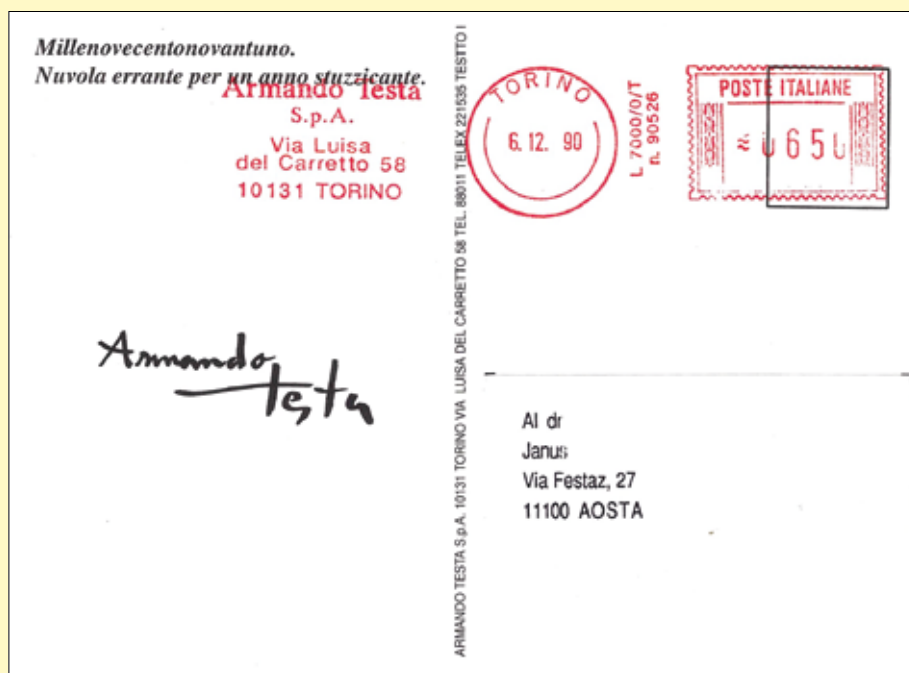 Millenovecentonovantuno.
Nuvola errante per un anno stuzzicante.
Armando Testa
S.p.A.
Via Luisa
del Carretto 58
10131 TORINO
Armando
Testa
ARMANDO TESTA S.p.A. 10131 TORINO VIA LUISA DEL CARRETTO 58 TEL. 88011 TELEX 221535 TESTTO I
TORINO
6.12. 90
L 7000/0/T
n. 90526
POSTE ITALIANE
0650
Al dr
Janus
Via Festaz, 27
11100 AOSTA